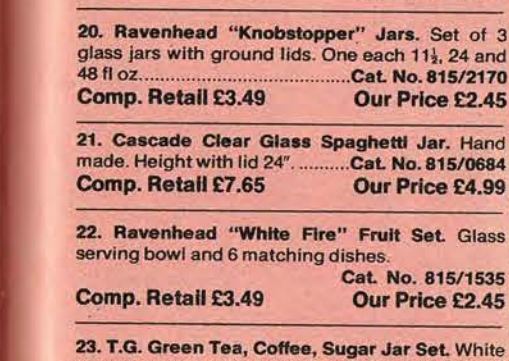 20. Ravenhead "Knobstopper" Jars. Set of 3
glass jars with ground lids. One each 11½, 24 and
48 fl oz..............................Cat. No. 815/2170
Comp. Retail £3.49 Our Price £2.45
21. Cascade Clear Glass Spaghetti Jar. Hand
made. Height with lid 24". ..........Cat. No. 815/0684
Comp. Retail £7.65 Our Price £4.99
22. Ravenhead "White Fire" Fruit Set. Glass
serving bowl and 6 matching dishes.
Cat. No. 815/1535
Comp. Retail £3.49 Our Price £2.45
23. T.G. Green Tea, Coffee, Sugar Jar Set. White